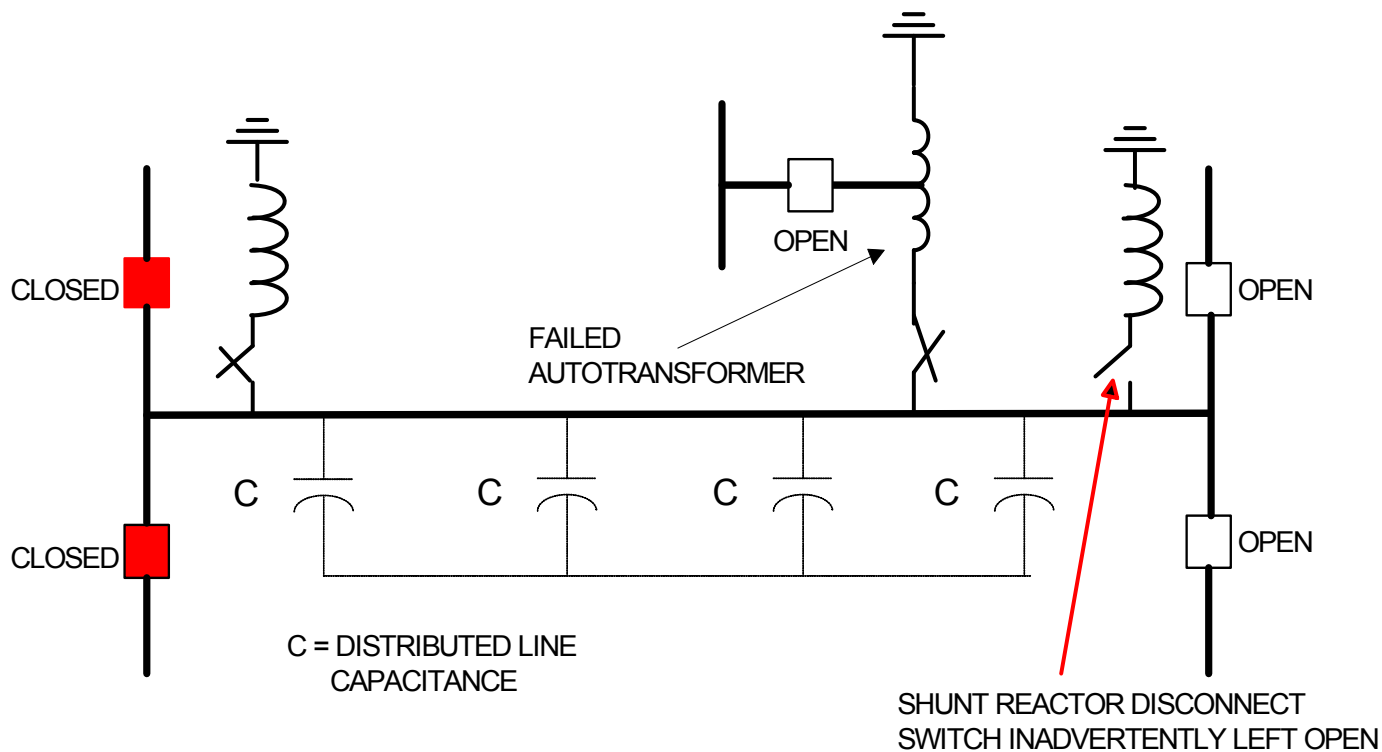 CLOSED
OPEN
FAILED
AUTOTRANSFORMER
OPEN
C
C
C
C
CLOSED
OPEN
C = DISTRIBUTED LINE
CAPACITANCE
SHUNT REACTOR DISCONNECT
SWITCH INADVERTENTLY LEFT OPEN